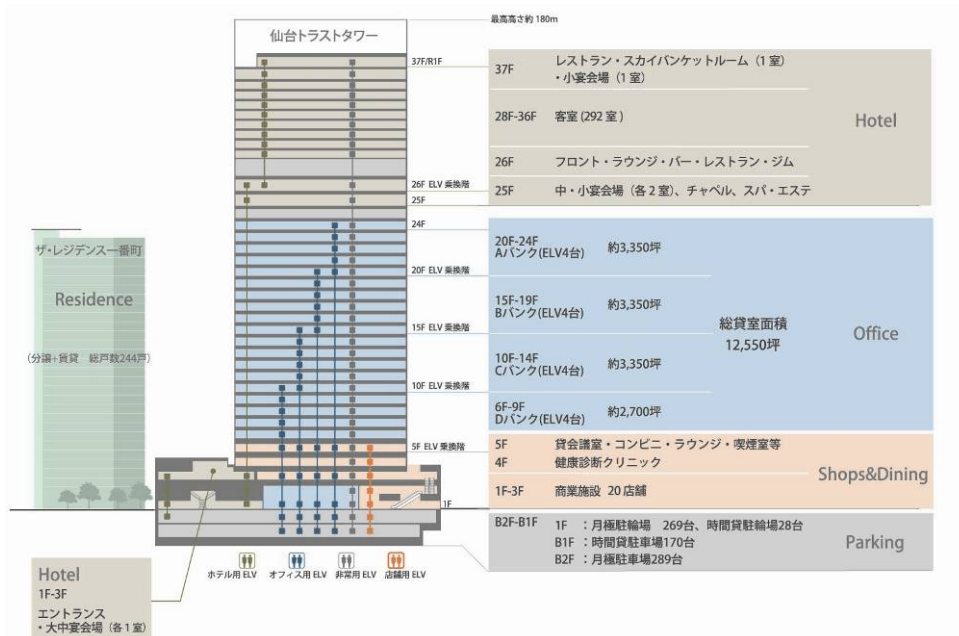 最高高さ約180m
仙台トラストタワー
37F/R1F
26F ELV 乗換階
25F
24F
20F ELV 乗換階
15F ELV 乗換階
10F ELV 乗換階
5F ELV 乗換階
1F
37F レストラン・スカイバンケットルーム(1室)
・小宴会場(1室)
28F-36F 客室(292室)
26F フロント・ラウンジ・バー・レストラン・ジム
25F 中・小宴会場(各2室)、チャペル、スパ・エステ
Hotel
20F-24F
Aバンク(ELV4台) 約3,350坪
15F-19F
Bバンク(ELV4台) 約3,350坪
10F-14F
Cバンク(ELV4台) 約3,350坪
6F-9F
Dバンク(ELV4台) 約2,700坪
総貸室面積
12,550坪
Office
5F 貸会議室・コンビニ・ラウンジ・喫煙室等
4F 健康診断クリニック
1F-3F 商業施設 20店舗
Shops&Dining
B2F-B1F 1F :月極駐輪場 269台、時間貸駐輪場28台
B1F :時間貸駐車場170台
B2F :月極駐車場289台
Parking
ザ・レジデンス一番町
Residence
(分譲+賃貸 総戸数244戸)
ホテル用 ELV オフィス用 ELV 非常用 ELV 店舗用 ELV
Hotel
1F-3F
エントランス
・大中宴会場(各1室)